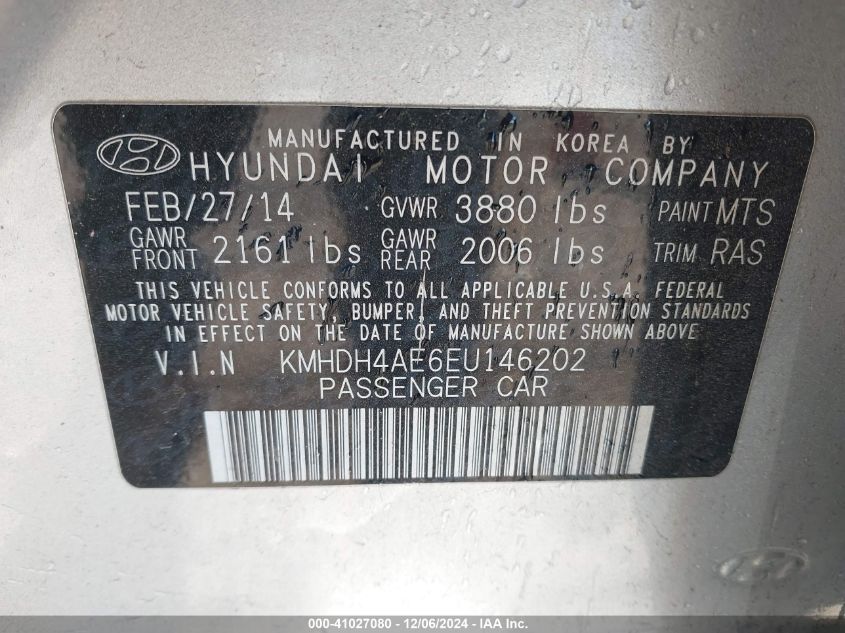 MANUFACTURED IN KOREA BY
HYUNDAI MOTOR COMPANY
FEB/27/14 GVWR 3880 lbs PAINT MTS
GAWR FRONT 2161 lbs GAWR REAR 2006 lbs TRIM RAS
THIS VEHICLE CONFORMS TO ALL APPLICABLE U.S.A. FEDERAL
MOTOR VEHICLE SAFETY, BUMPER, AND THEFT PREVENTION STANDARDS
IN EFFECT ON THE DATE OF MANUFACTURE SHOWN ABOVE
V.I.N KMHDH4AE6EU146202
PASSENGER CAR
000-41027080 - 12/06/2024 - IAA, Inc.